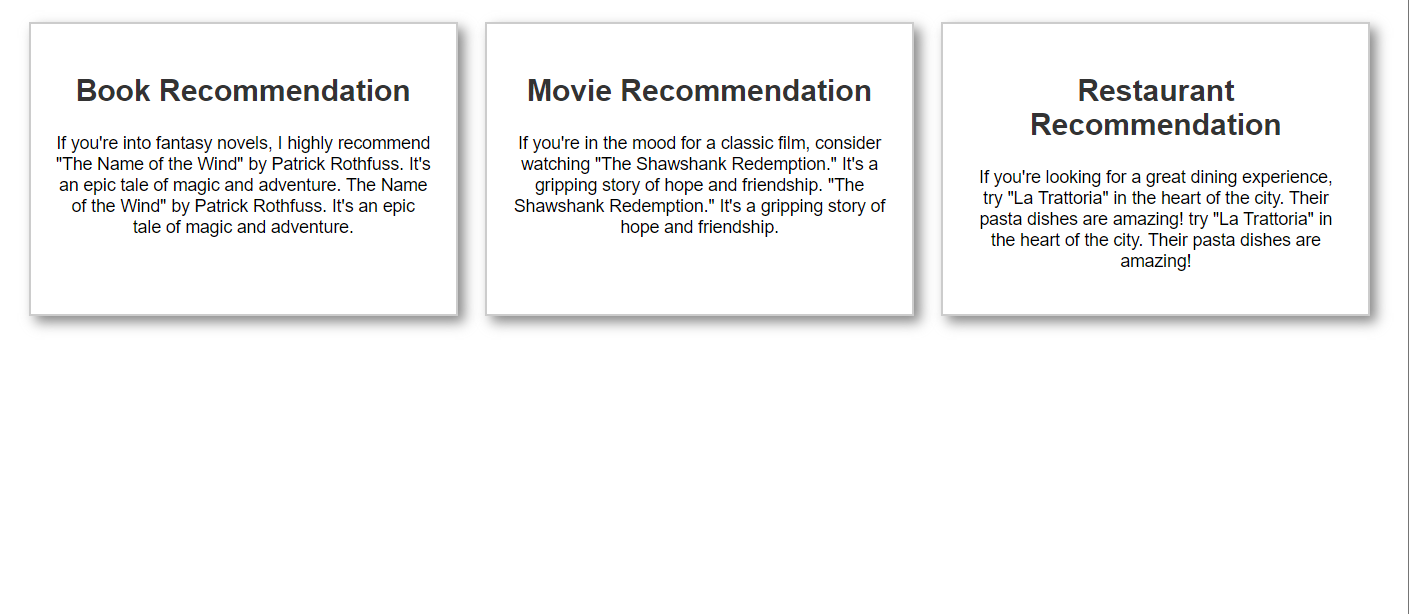 Book Recommendation
If you're into fantasy novels, I highly recommend
"The Name of the Wind" by Patrick Rothfuss. It's
an epic tale of magic and adventure. The Name
of the Wind" by Patrick Rothfuss. It's an epic
tale of magic and adventure.
Movie Recommendation
If you're in the mood for a classic film, consider
watching "The Shawshank Redemption." It's a
gripping story of hope and friendship. "The
Shawshank Redemption." It's a gripping story of
hope and friendship.
Restaurant
Recommendation
If you're looking for a great dining experience,
try "La Trattoria" in the heart of the city. Their
pasta dishes are amazing! try "La Trattoria" in
the heart of the city. Their pasta dishes are
amazing!